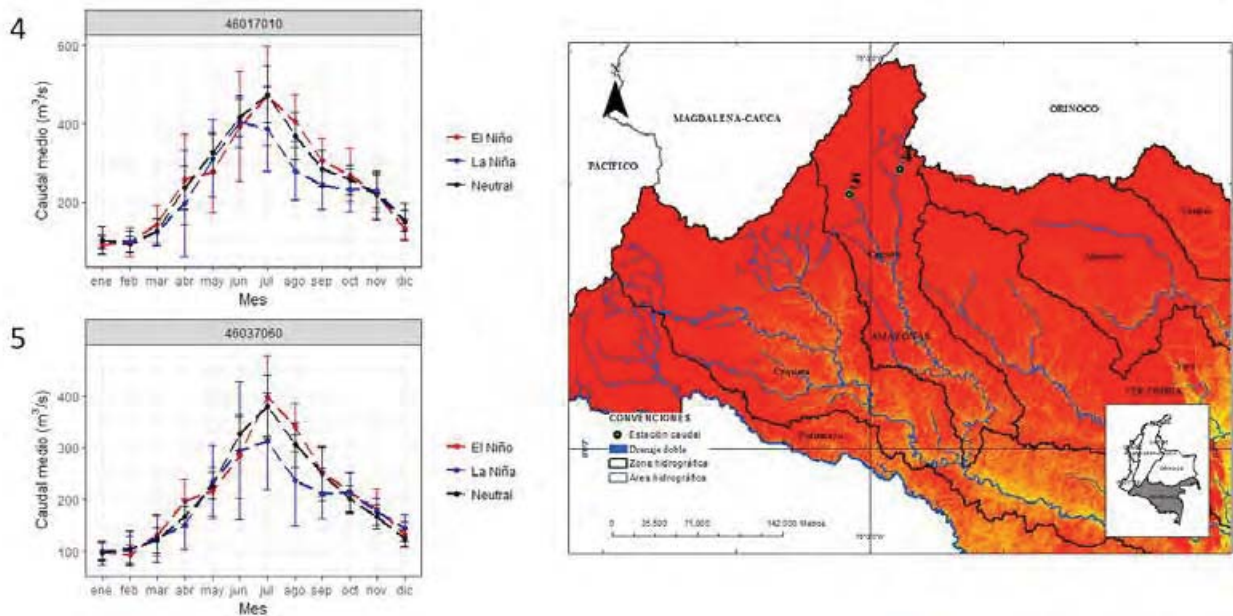 4
46017010
Caudal medio (m³/s)
600
400
200
ene feb mar abr may jun jul ago sep oct nov dic
Mes
El Niño
La Niña
Neutral
5
46037060
Caudal medio (m³/s)
400
300
200
100
ene feb mar abr may jun jul ago sep oct nov dic
Mes
El Niño
La Niña
Neutral
MAGDALENA-CAUCA
ORINOCO
PACÍFICO
AMAZONAS
Caquetá
CONVENCIONES
Estación caudal
Drenaje doble
Zona hidrográfica
Área hidrográfica
0 35.500 71.000 142.000 Metros